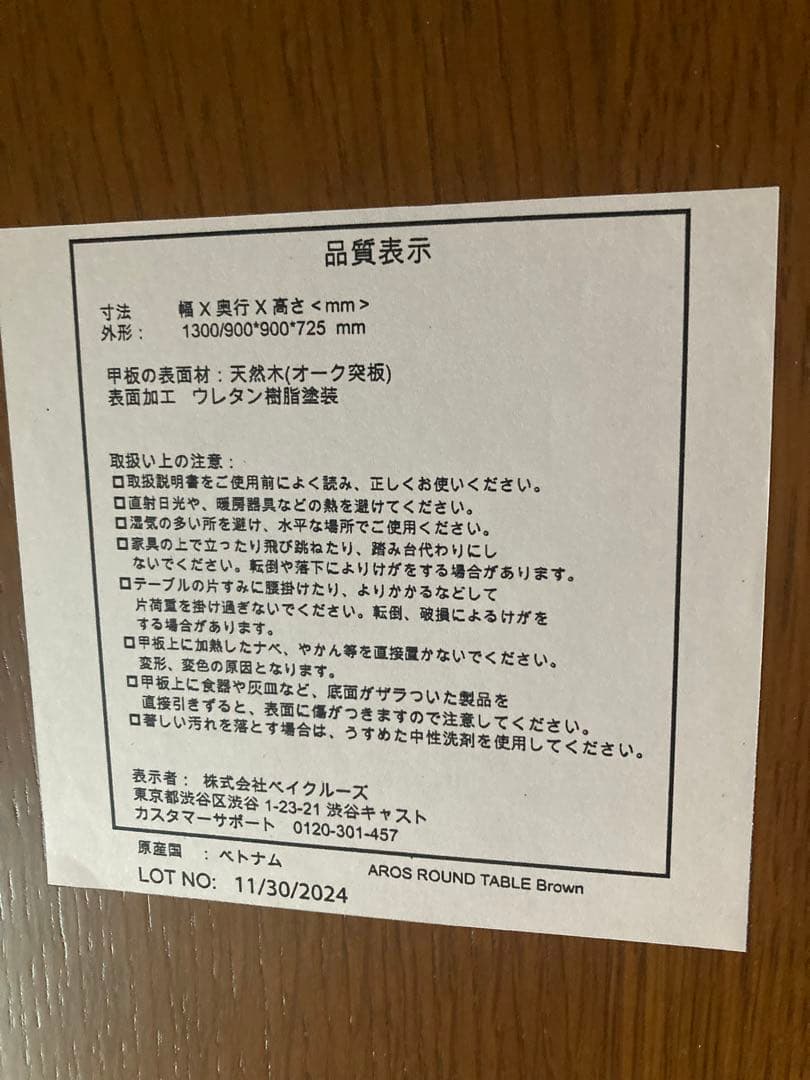 品質表示
寸法 幅 X 奥行 X 高さ < mm >
外形： 1300/900*900*725 mm
甲板の表面材：天然木(オーク突板)
表面加工 ウレタン樹脂塗装
取扱い上の注意：
□取扱説明書をご使用前によく読み、正しくお使いください。
□直射日光や、暖房器具などの熱を避けてください。
□湿気の多い所を避け、水平な場所でご使用ください。
□家具の上で立ったり飛び跳ねたり、踏み台代わりにし
ないでください。転倒や落下によりけがをする場合があります。
□テーブルの片すみに腰掛けたり、よりかかるなどして
片荷重を掛け過ぎないでください。転倒、破損によるけがを
する場合があります。
□甲板上に加熱したナベ、やかん等を直接置かないでください。
変形、変色の原因となります。
□甲板上に食器や灰皿など、底面がザラついた製品を
直接引きずると、表面に傷がつきますので注意してください。
□著しい汚れを落とす場合は、うすめた中性洗剤を使用してください。
表示者： 株式会社ベイクルーズ
東京都渋谷区渋谷 1-23-21 渋谷キャスト
カスタマーサポート 0120-301-457
原産国 ：ベトナム
AROS ROUND TABLE Brown
LOT NO: 11/30/2024